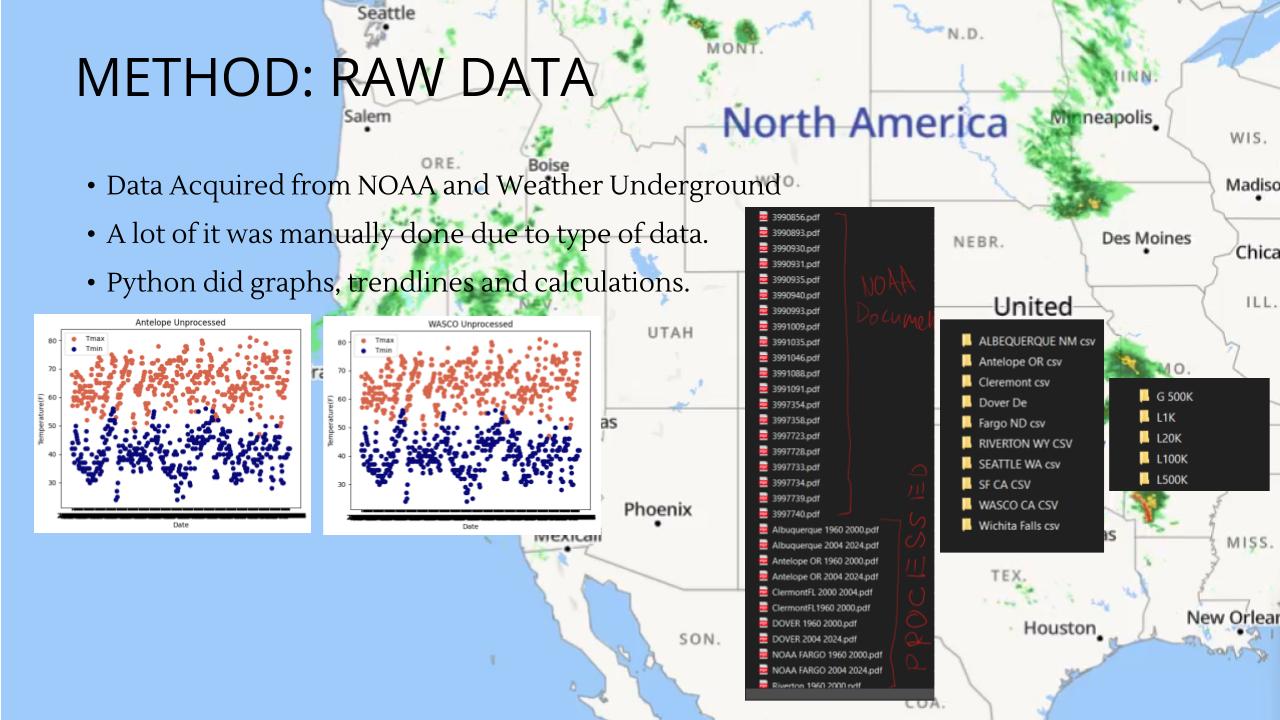 METHOD: RAW DATA
• Data Acquired from NOAA and Weather Underground
• A lot of it was manually done due to type of data.
• Python did graphs, trendlines and calculations.
Seattle
Salem
ORE.
Boise
MONT.
N.D.
MINN.
Minneapolis
North America
WIS.
Madiso
WYO.
NEBR.
Des Moines
Chica
ILL.
United
UTAH
MO.
Phoenix
Mexicali
SON.
TEX.
Houston
MISS.
New Orlean
COA.
N.V.
ra
as
as
Antelope Unprocessed
Tmax
Tmin
Temperature(F)
80
70
60
50
40
30
Date
WASCO Unprocessed
Tmax
Tmin
Temperature(F)
80
70
60
50
40
30
Date
3990856.pdf
3990893.pdf
3990930.pdf
3990931.pdf
3990935.pdf
3990940.pdf
3990993.pdf
3991009.pdf
3991035.pdf
3991046.pdf
3991088.pdf
3991091.pdf
3997354.pdf
3997358.pdf
3997723.pdf
3997728.pdf
3997733.pdf
3997734.pdf
3997739.pdf
3997740.pdf
Albuquerque 1960 2000.pdf
Albuquerque 2004 2024.pdf
Antelope OR 1960 2000.pdf
Antelope OR 2004 2024.pdf
ClermontFL 2000 2004.pdf
ClermontFL1960 2000.pdf
DOVER 1960 2000.pdf
DOVER 2004 2024.pdf
NOAA FARGO 1960 2000.pdf
NOAA FARGO 2004 2024.pdf
Riverton 1960 2000.pdf
NOAA
Documen
PROCIESSED
ALBEQUERQUE NM csv
Antelope OR csv
Cleremont csv
Dover De
Fargo ND csv
RIVERTON WY CSV
SEATTLE WA csv
SF CA CSV
WASCO CA CSV
Wichita Falls csv
G 500K
L1K
L20K
L100K
L500K